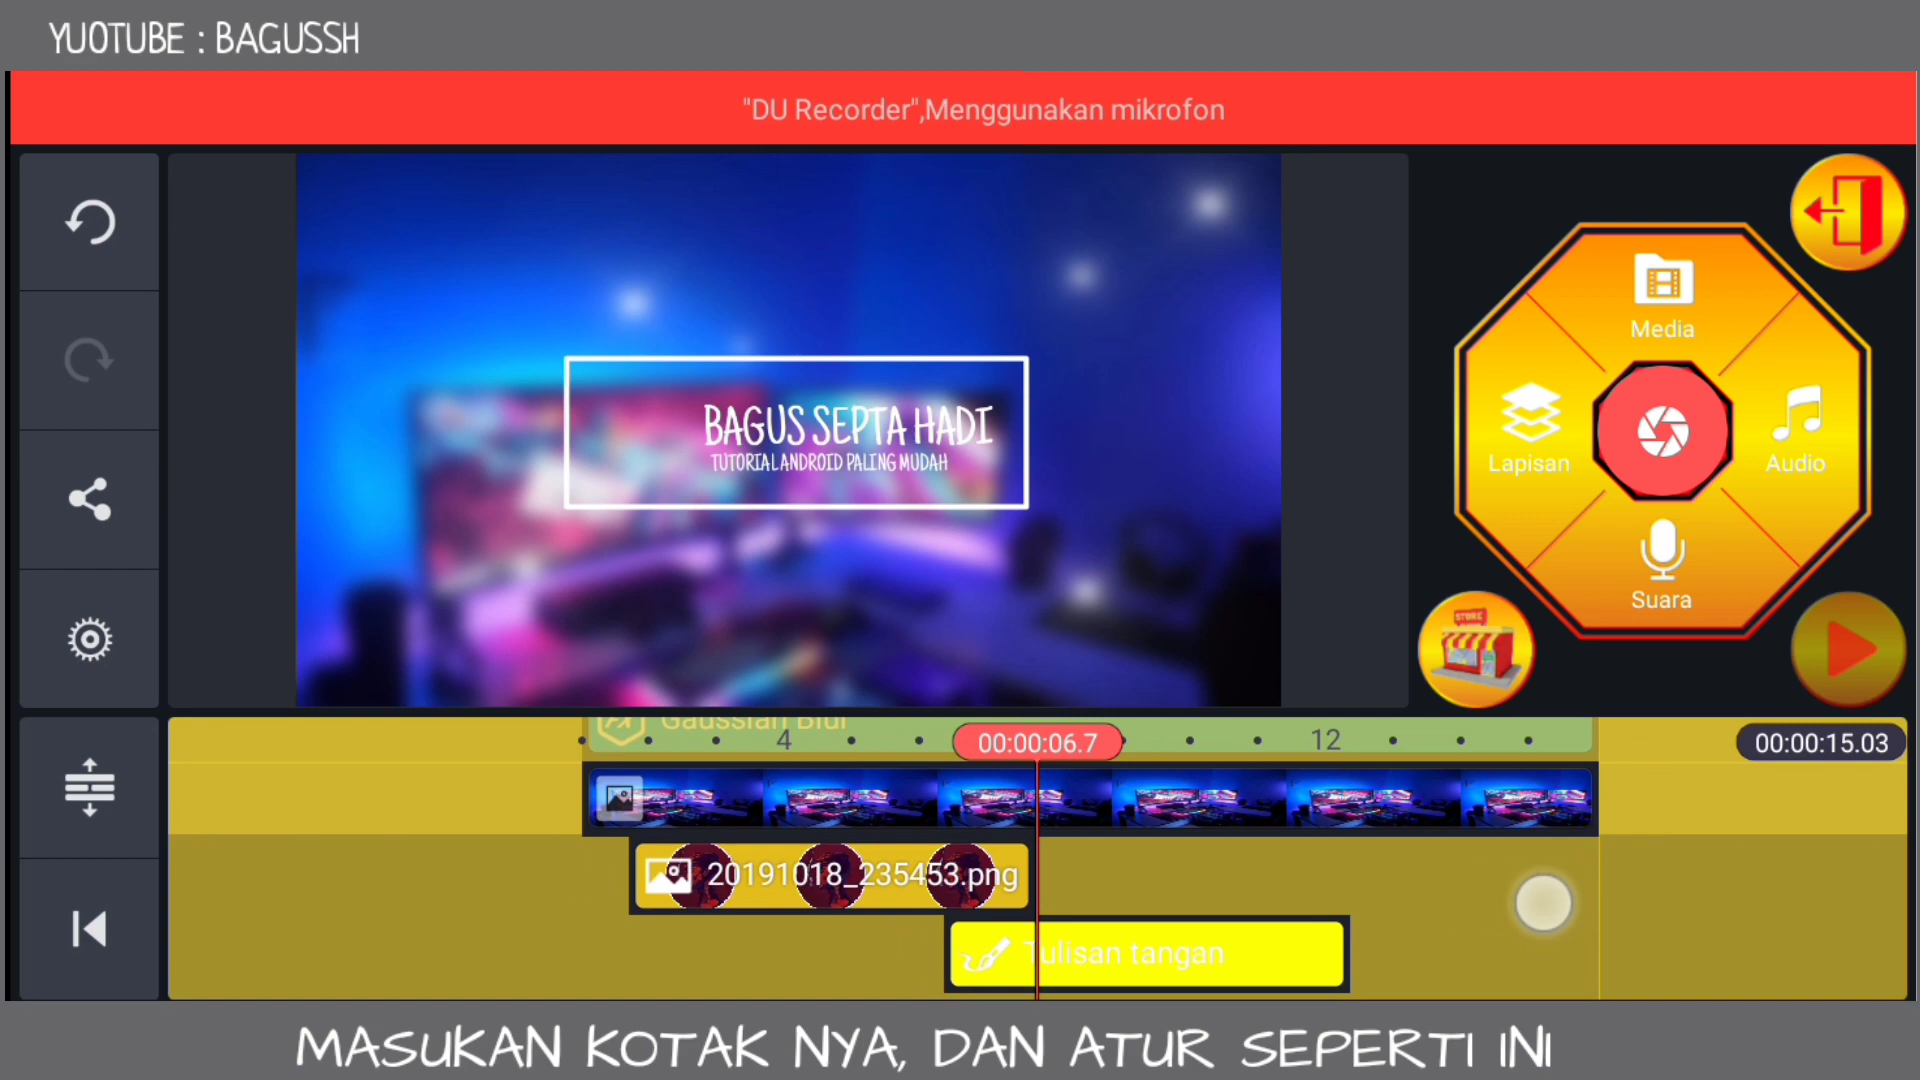 YUOTUBE : BAGUSSH
"DU Recorder",Menggunakan mikrofon
Media
BAGUS SEPTA HADI
TUTORIAL ANDROID PALING MUDAH
Lapisan
Audio
Suara
STORE
Gaussian Blur
4
00:00:06.7
12
00:00:15.03
20191018_235453.png
Tulisan tangan
MASUKAN KOTAK NYA, DAN ATUR SEPERTI INI